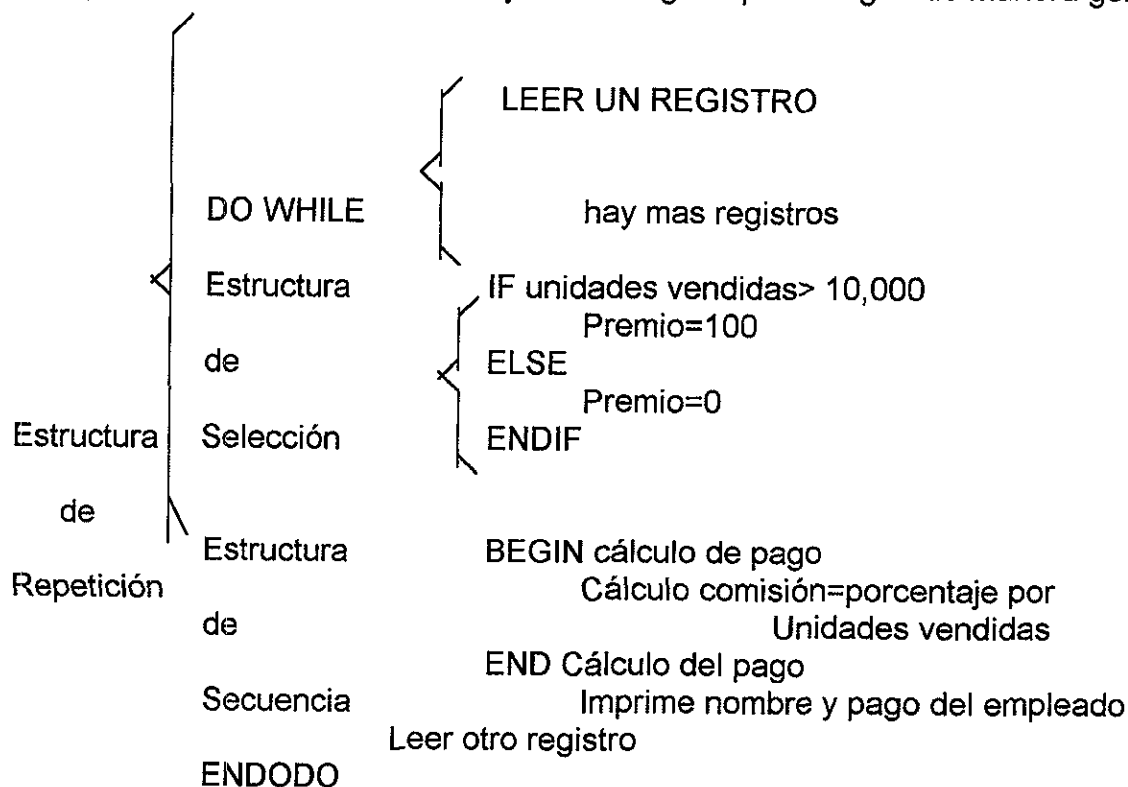 LEER UN REGISTRO
DO WHILE hay mas registros
Estructura IF unidades vendidas> 10,000
Premio=100
de ELSE
Premio=0
Estructura Selección ENDIF
de
Estructura BEGIN cálculo de pago
Repetición Cálculo comisión=porcentaje por
de Unidades vendidas
END Cálculo del pago
Secuencia Imprime nombre y pago del empleado
Leer otro registro
ENDODO